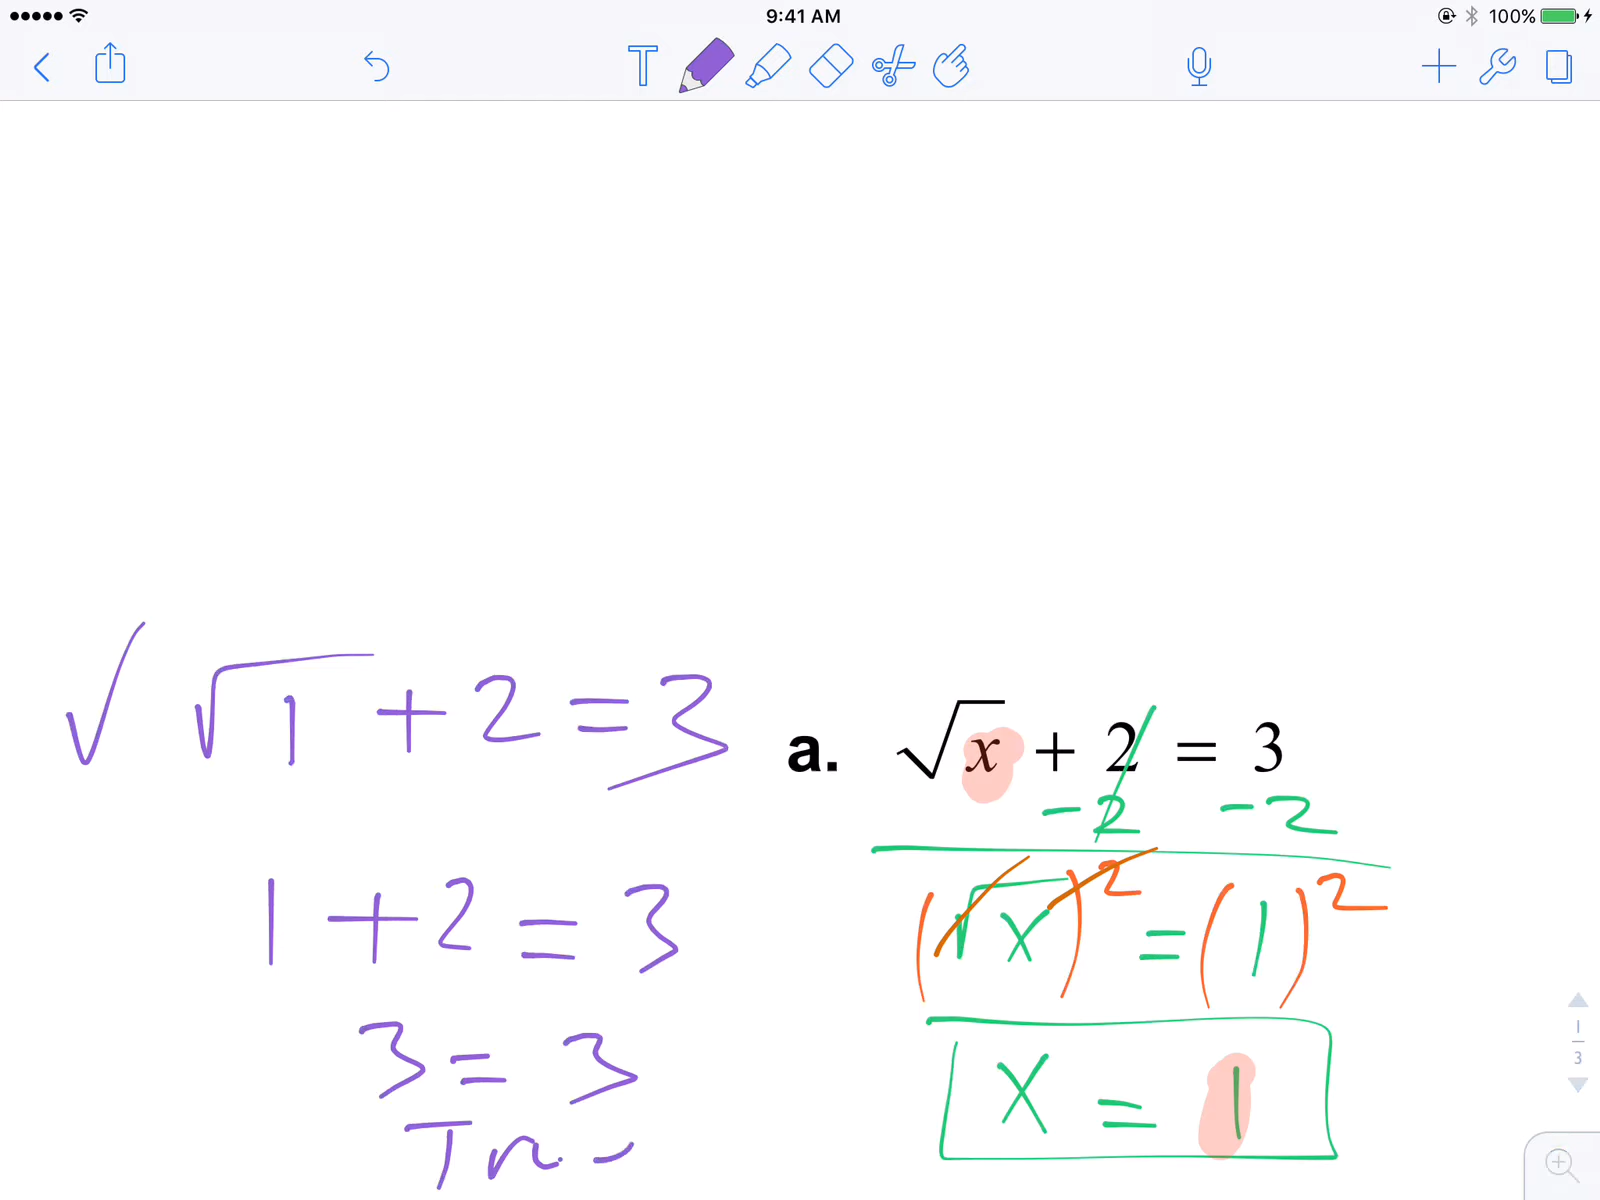 9:41 AM
100%
T
√1 + 2 = 3
a. √x + 2 = 3
-2 -2
1 + 2 = 3
(√x)² = (1)²
3 = 3
x = 1
1
3